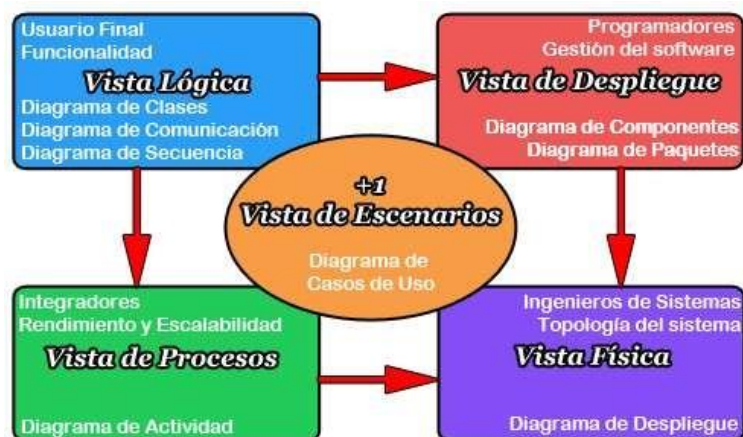 Usuario Final
Funcionalidad
Vista Lógica
Diagrama de Clases
Diagrama de Comunicación
Diagrama de Secuencia
Programadores
Gestión del software
Vista de Despliegue
Diagrama de Componentes
Diagrama de Paquetes
+1
Vista de Escenarios
Diagrama de
Casos de Uso
Integradores
Rendimiento y Escalabilidad
Vista de Procesos
Diagrama de Actividad
Ingenieros de Sistemas
Topología del sistema
Vista Física
Diagrama de Despliegue